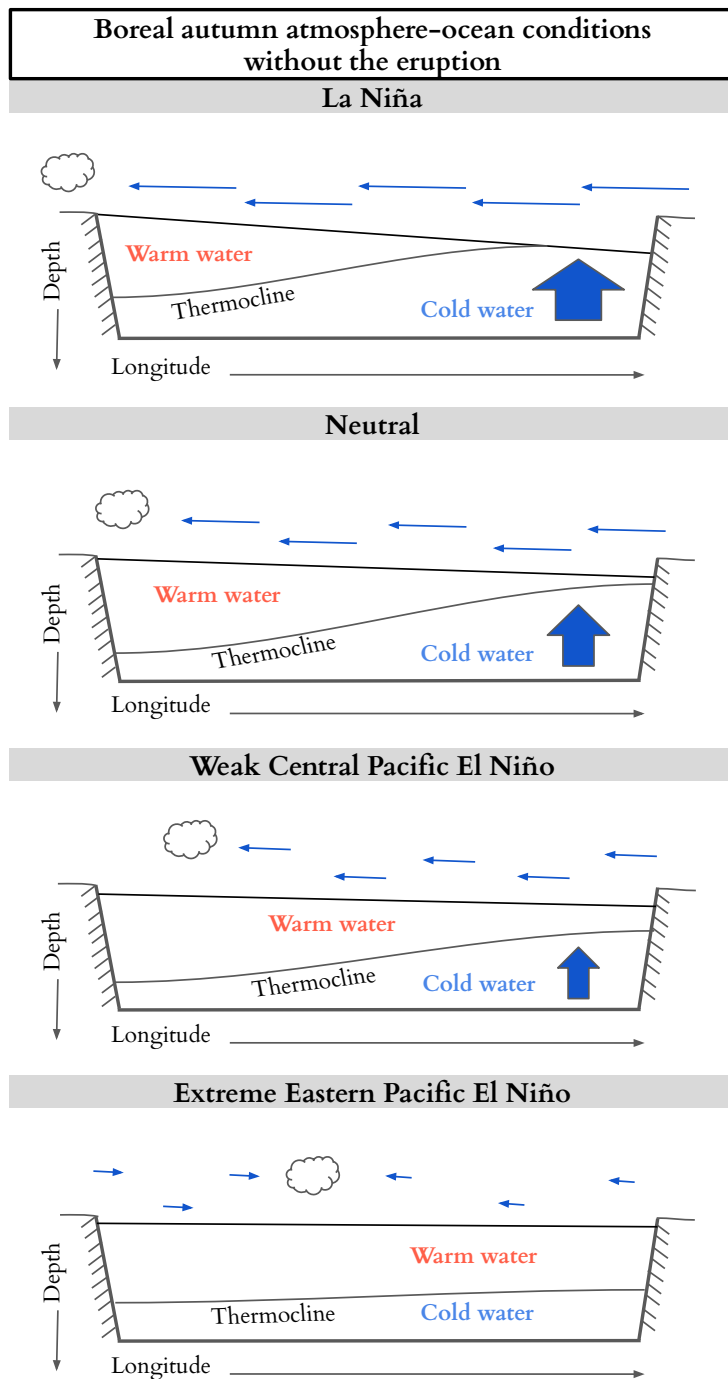 Boreal autumn atmosphere-ocean conditions
without the eruption
La Niña
Depth
Warm water
Thermocline
Cold water
Longitude
Neutral
Depth
Warm water
Thermocline
Cold water
Longitude
Weak Central Pacific El Niño
Depth
Warm water
Thermocline
Cold water
Longitude
Extreme Eastern Pacific El Niño
Depth
Warm water
Thermocline
Cold water
Longitude